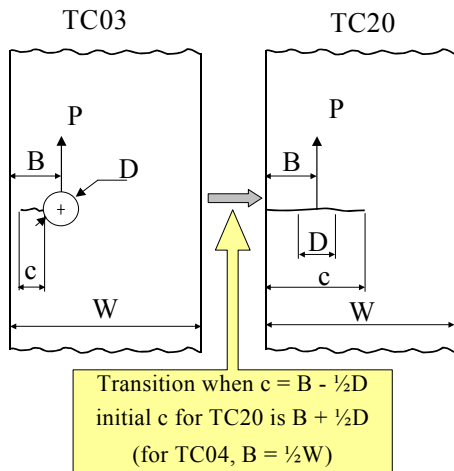 TC03
TC20
P
P
B
B
D
+
D
c
c
W
W
Transition when c = B - ½D
initial c for TC20 is B + ½D
(for TC04, B = ½W)